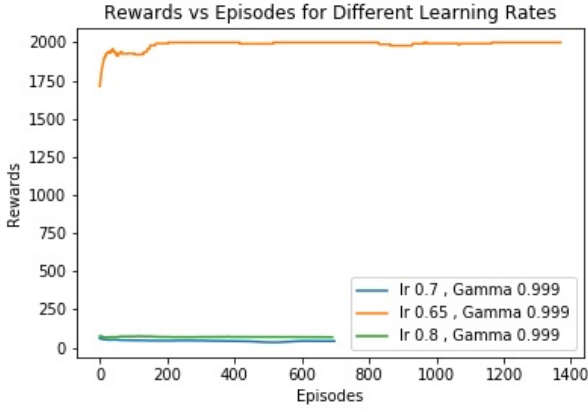 Rewards vs Episodes for Different Learning Rates
2000
1750
1500
1250
1000
750
500
250
0
Rewards
lr 0.7 , Gamma 0.999
lr 0.65 , Gamma 0.999
lr 0.8 , Gamma 0.999
0 200 400 600 800 1000 1200 1400
Episodes